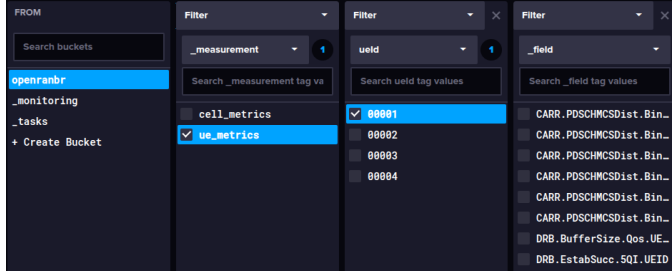 FROM
Search buckets
openranbr
_monitoring
_tasks
+ Create Bucket
Filter
_measurement
1
Search _measurement tag va
cell_metrics
ue_metrics
Filter
ueId
1
Search ueId tag values
00001
00002
00003
00004
Filter
_field
Search _field tag values
CARR.PDSCHMCSDist.Bin…
CARR.PDSCHMCSDist.Bin…
CARR.PDSCHMCSDist.Bin…
CARR.PDSCHMCSDist.Bin…
CARR.PDSCHMCSDist.Bin…
CARR.PDSCHMCSDist.Bin…
DRB.BufferSize.Qos.UE…
DRB.EstabSucc.5QI.UEID